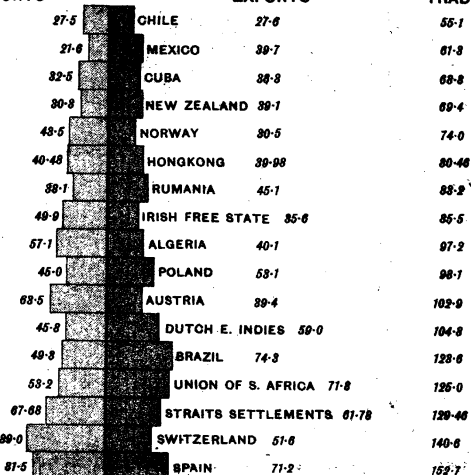 EXPORTS TRAD
27·5 CHILE 27·6 55·1
21·6 MEXICO 39·7 61·3
32·5 CUBA 36·3 68·8
30·3 NEW ZEALAND 39·1 69·4
43·5 NORWAY 30·5 74·0
40·48 HONGKONG 39·98 80·46
38·1 RUMANIA 45·1 83·2
49·9 IRISH FREE STATE 35·6 85·5
57·1 ALGERIA 40·1 97·2
45·0 POLAND 53·1 98·1
63·5 AUSTRIA 39·4 102·9
45·8 DUTCH E. INDIES 59·0 104·8
49·3 BRAZIL 74·3 123·6
53·2 UNION OF S. AFRICA 71·8 125·0
67·68 STRAITS SETTLEMENTS 61·78 129·46
89·0 SWITZERLAND 51·6 140·6
81·5 SPAIN 71·2 152·7